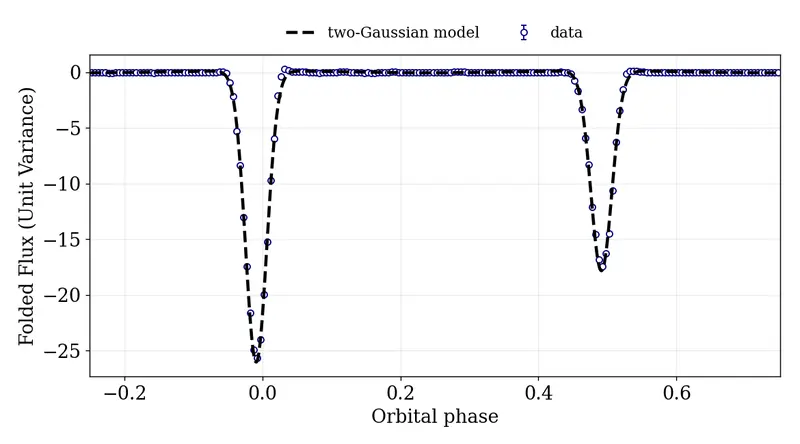 two-Gaussian model data
0
−5
−10
−15
−20
−25
Folded Flux (Unit Variance)
−0.2 0.0 0.2 0.4 0.6
Orbital phase